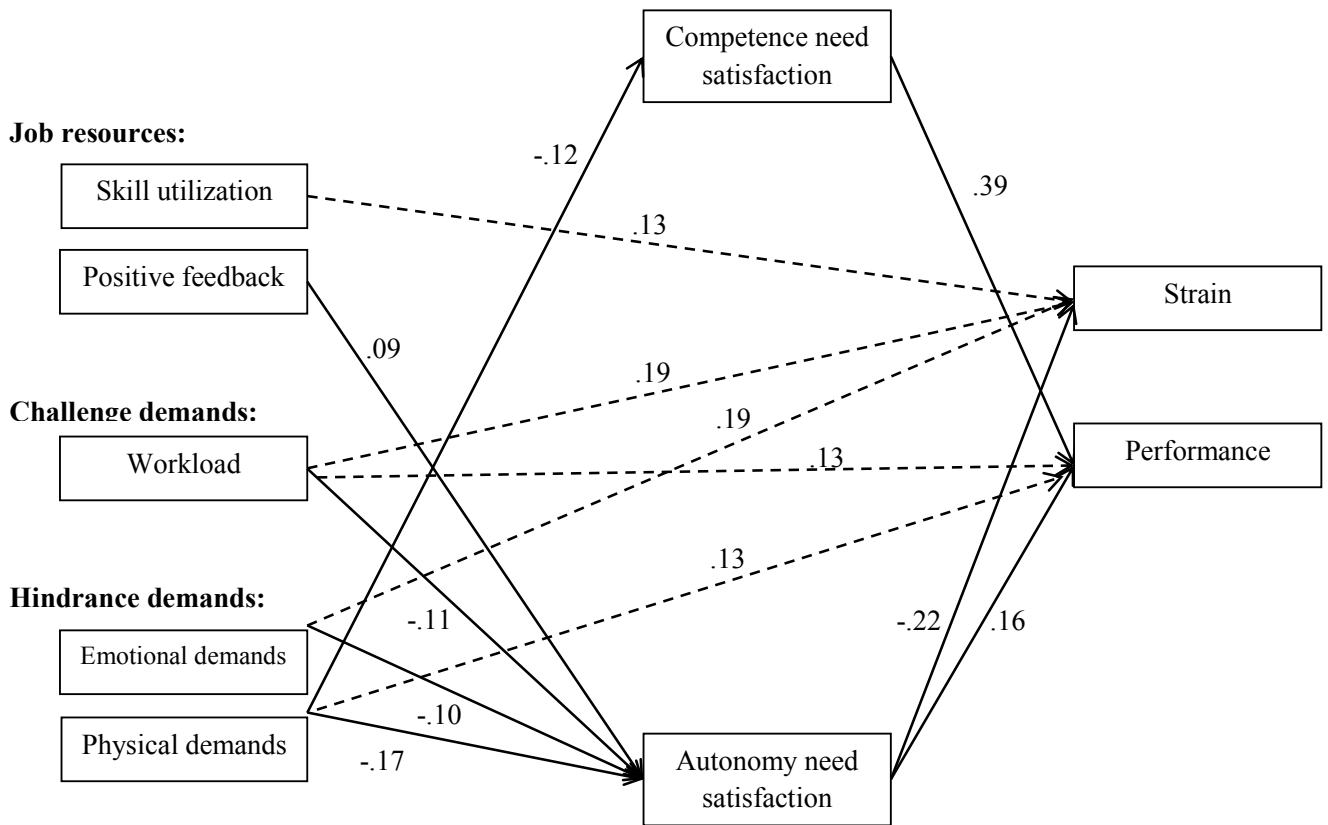 Competence need
satisfaction
Job resources:
-.12
Skill utilization
.39
.13
Positive feedback
Strain
.09
.19
Challenge demands:
.19
Workload
.13
Performance
.13
Hindrance demands:
-.11
-.22
.16
Emotional demands
-.10
Physical demands
-.17
Autonomy need
satisfaction